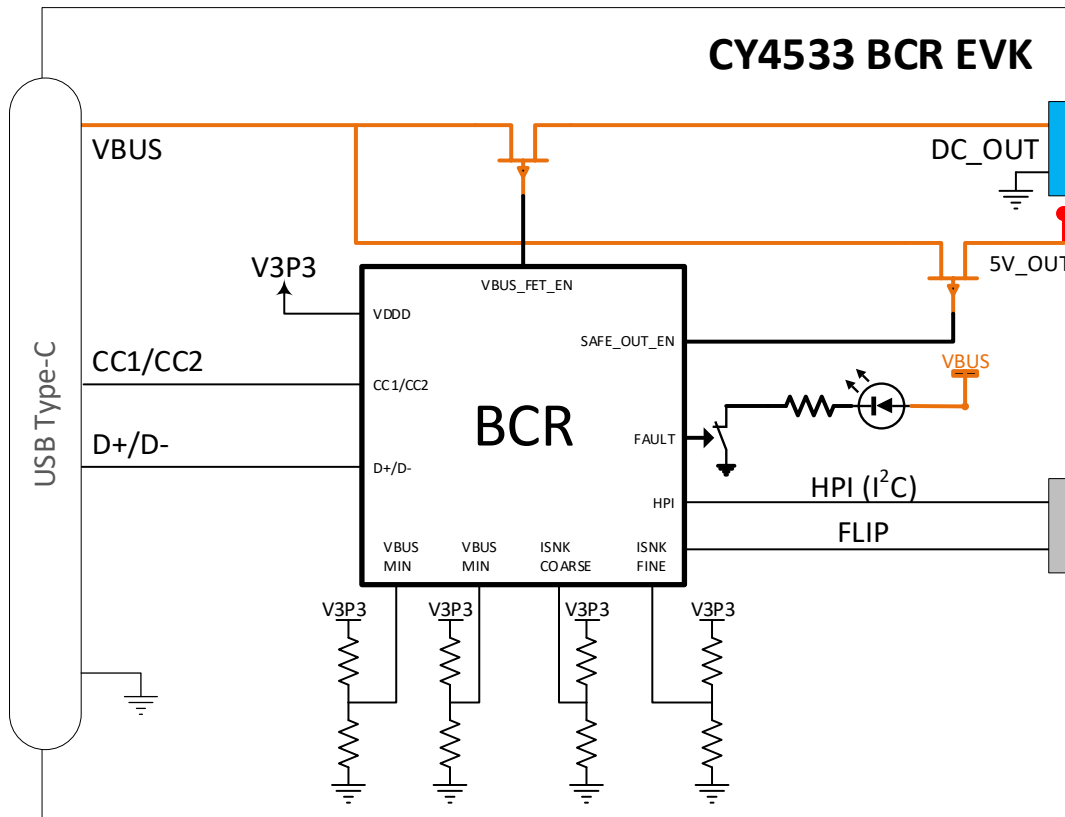 CY4533 BCR EVK
VBUS
DC_OUT
5V_OUT
V3P3
VBUS_FET_EN
VDDD
SAFE_OUT_EN
USB Type-C
CC1/CC2
CC1/CC2
BCR
VBUS
FAULT
D+/D-
D+/D-
HPI
HPI (I²C)
FLIP
VBUS
MIN
VBUS
MIN
ISNK
COARSE
ISNK
FINE
V3P3
V3P3
V3P3
V3P3